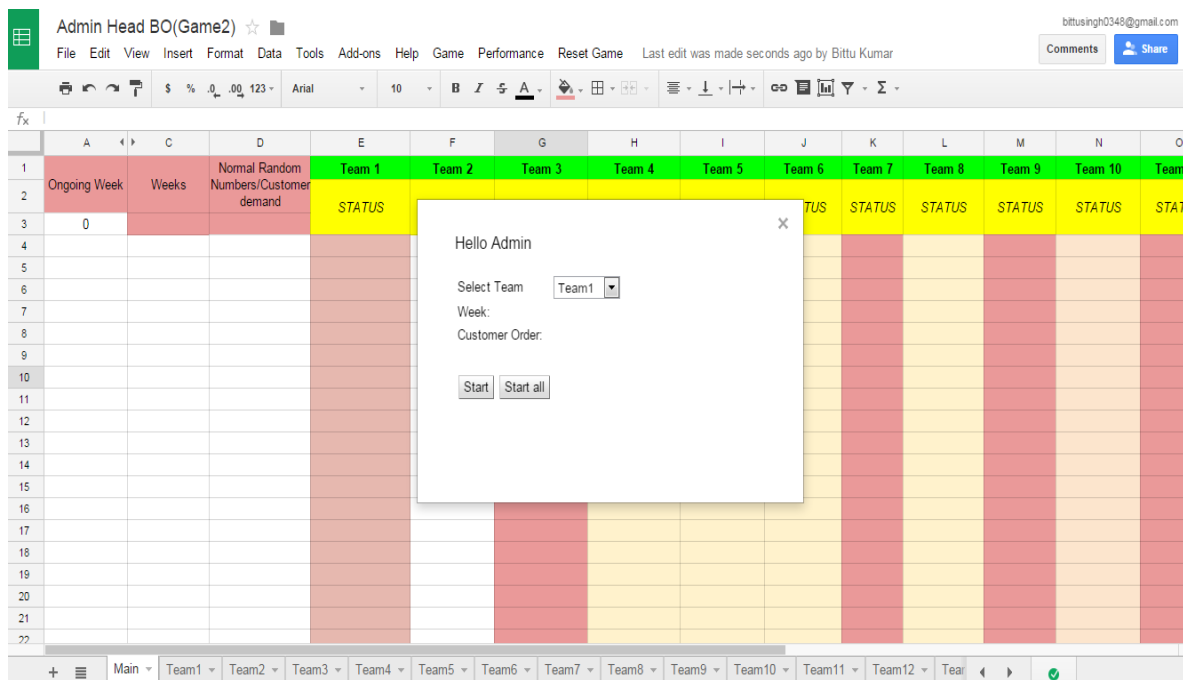 Admin Head BO(Game2)
bittusingh0348@gmail.com
File Edit View Insert Format Data Tools Add-ons Help Game Performance Reset Game Last edit was made seconds ago by Bittu Kumar
Comments Share
$ % .0 .00 123 Arial 10 B I S A Σ
fx
A C D E F G H I J K L M N O
1 Team 1 Team 2 Team 3 Team 4 Team 5 Team 6 Team 7 Team 8 Team 9 Team 10 Team
Ongoing Week Weeks Normal Random Numbers/Customer demand
2 STATUS TUS STATUS STATUS STATUS STATUS STAT
3 0
4
5
6
7
8
9
10
11
12
13
14
15
16
17
18
19
20
21
22
Hello Admin
Select Team Team1
Week:
Customer Order:
Start Start all
Main Team1 Team2 Team3 Team4 Team5 Team6 Team7 Team8 Team9 Team10 Team11 Team12 Tear